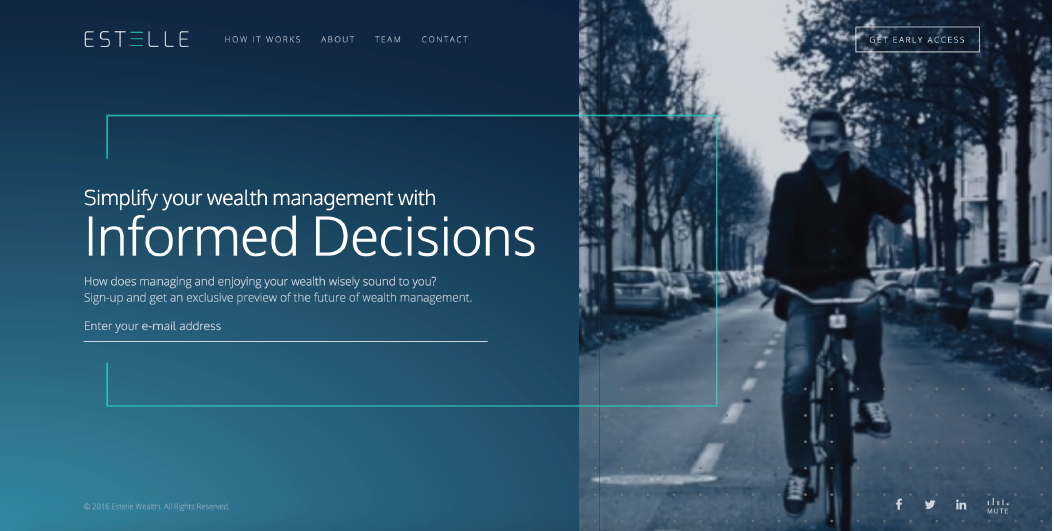 ESTELLE
HOW IT WORKS ABOUT TEAM CONTACT
GET EARLY ACCESS
Simplify your wealth management with
Informed Decisions
How does managing and enjoying your wealth wisely sound to you?
Sign-up and get an exclusive preview of the future of wealth management.
Enter your e-mail address
© 2016 Estelle Wealth. All Rights Reserved.
MUTE